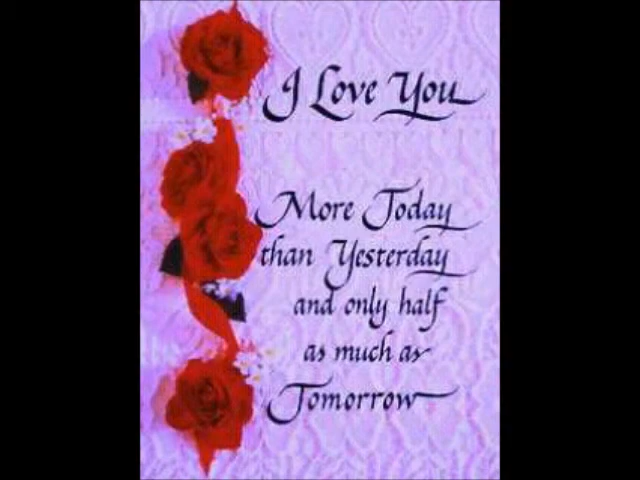 I Love You
More Today
than Yesterday
and only half
as much as
Tomorrow